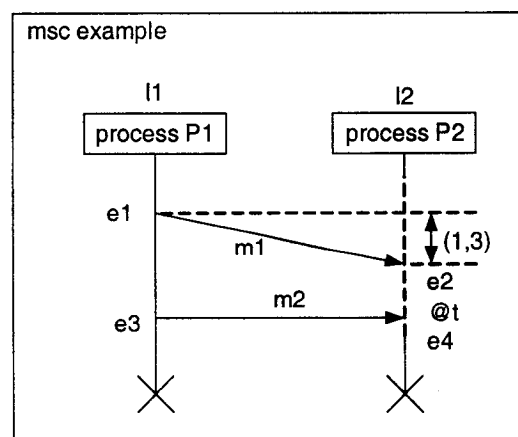 msc example
I1 I2
process P1 process P2
e1
m1
(1,3)
e2
m2
@t
e3
e4